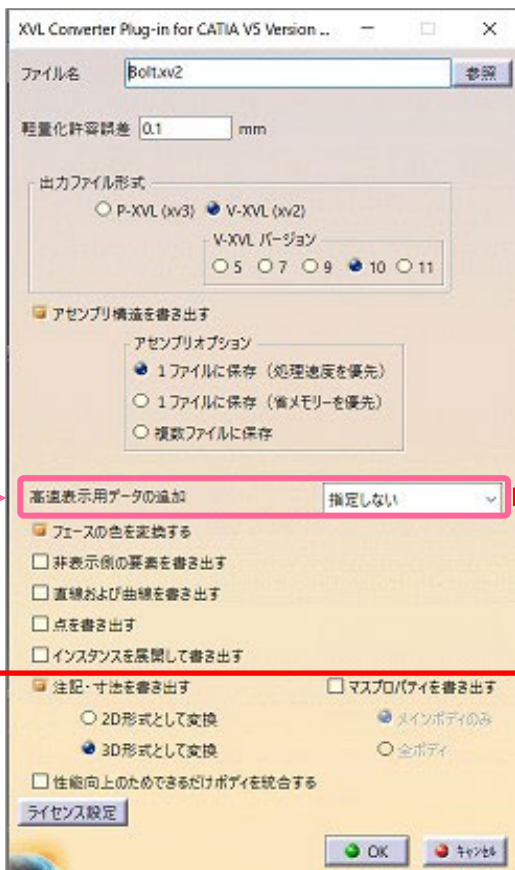 XVL Converter Plug-in for CATIA V5 Version ...
ファイル名 Bolt.xv2 参照
軽量化許容誤差 0.1 mm
出力ファイル形式
P-XVL (xv3) V-XVL (xv2)
V-XVL バージョン
5 7 9 10 11
アセンブリ構造を書き出す
アセンブリオプション
1ファイルに保存（処理速度を優先）
1ファイルに保存（省メモリーを優先）
複数ファイルに保存
高速表示用データの追加 指定しない
フェースの色を変換する
非表示側の要素を書き出す
直線および曲線を書き出す
点を書き出す
インスタンスを展開して書き出す
注記・寸法を書き出す マスプロパティを書き出す
2D形式として変換 メインボディのみ
3D形式として変換 全ボディ
性能向上のためできるだけボディを統合する
ライセンス設定
OK キャンセル